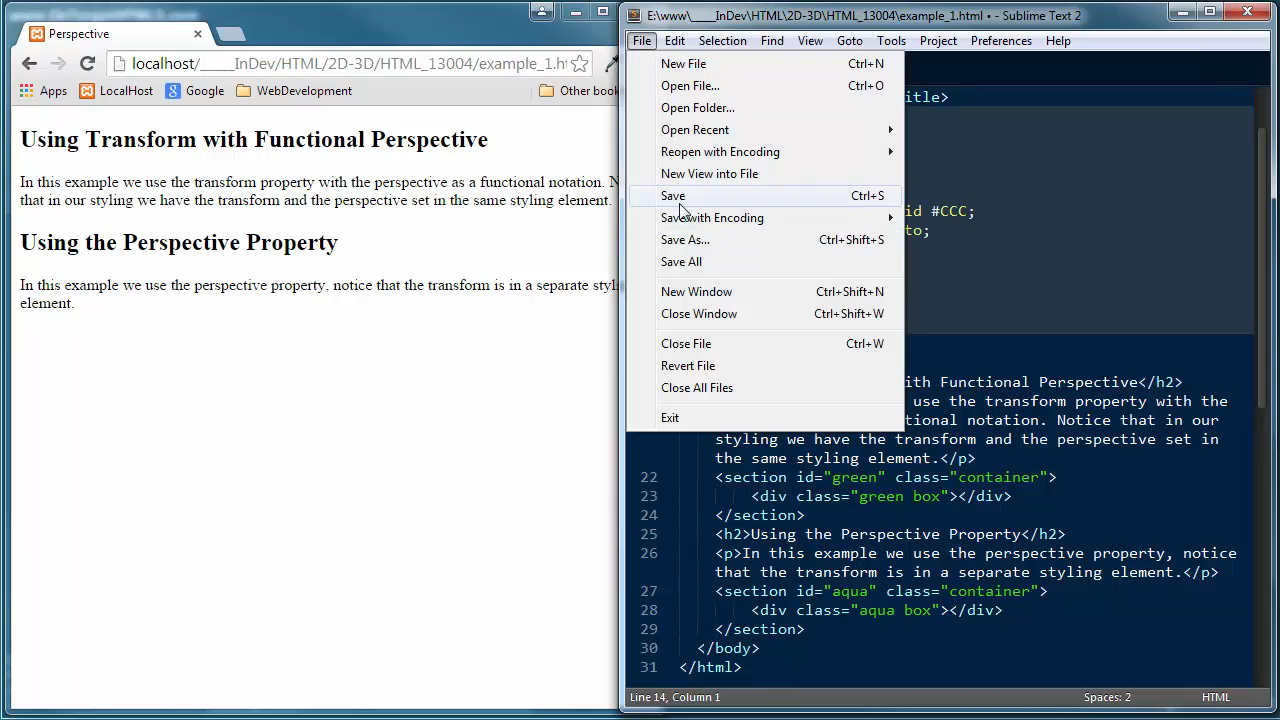 Perspective
localhost/_____InDev/HTML/2D-3D/HTML_13004/example_1.ht
Apps LocalHost Google WebDevelopment Other book
Using Transform with Functional Perspective
In this example we use the transform property with the perspective as a functional notation. N
that in our styling we have the transform and the perspective set in the same styling element.
Using the Perspective Property
In this example we use the perspective property, notice that the transform is in a separate styli
element.
E:\www\_____InDev\HTML\2D-3D\HTML_13004\example_1.html • - Sublime Text 2
File Edit Selection Find View Goto Tools Project Preferences Help
New File Ctrl+N
Open File... Ctrl+O
Open Folder...
Open Recent
Reopen with Encoding
New View into File
Save Ctrl+S
Save with Encoding
Save As... Ctrl+Shift+S
Save All
New Window Ctrl+Shift+N
Close Window Ctrl+Shift+W
Close File Ctrl+W
Revert File
Close All Files
Exit
itle>
id #CCC;
to;
ith Functional Perspective</h2>
use the transform property with the
tional notation. Notice that in our
styling we have the transform and the perspective set in
the same styling element.</p>
22 <section id="green" class="container">
23 <div class="green box"></div>
24 </section>
25 <h2>Using the Perspective Property</h2>
26 <p>In this example we use the perspective property, notice
that the transform is in a separate styling element.</p>
27 <section id="aqua" class="container">
28 <div class="aqua box"></div>
29 </section>
30 </body>
31 </html>
Line 14, Column 1 Spaces: 2 HTML